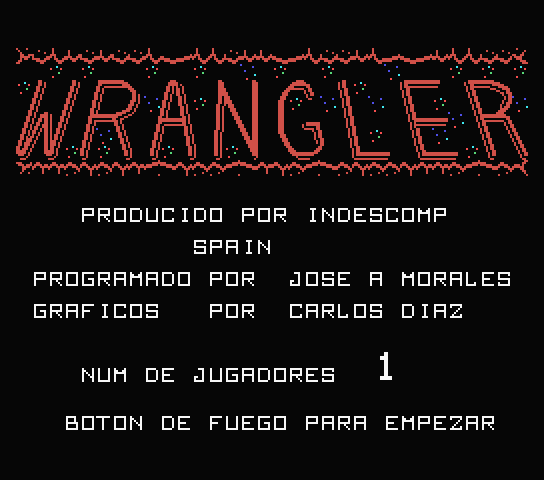 WRANGLER
PRODUCIDO POR INDESCOMP
SPAIN
PROGRAMADO POR JOSE A MORALES
GRAFICOS POR CARLOS DIAZ
NUM DE JUGADORES 1
BOTON DE FUEGO PARA EMPEZAR